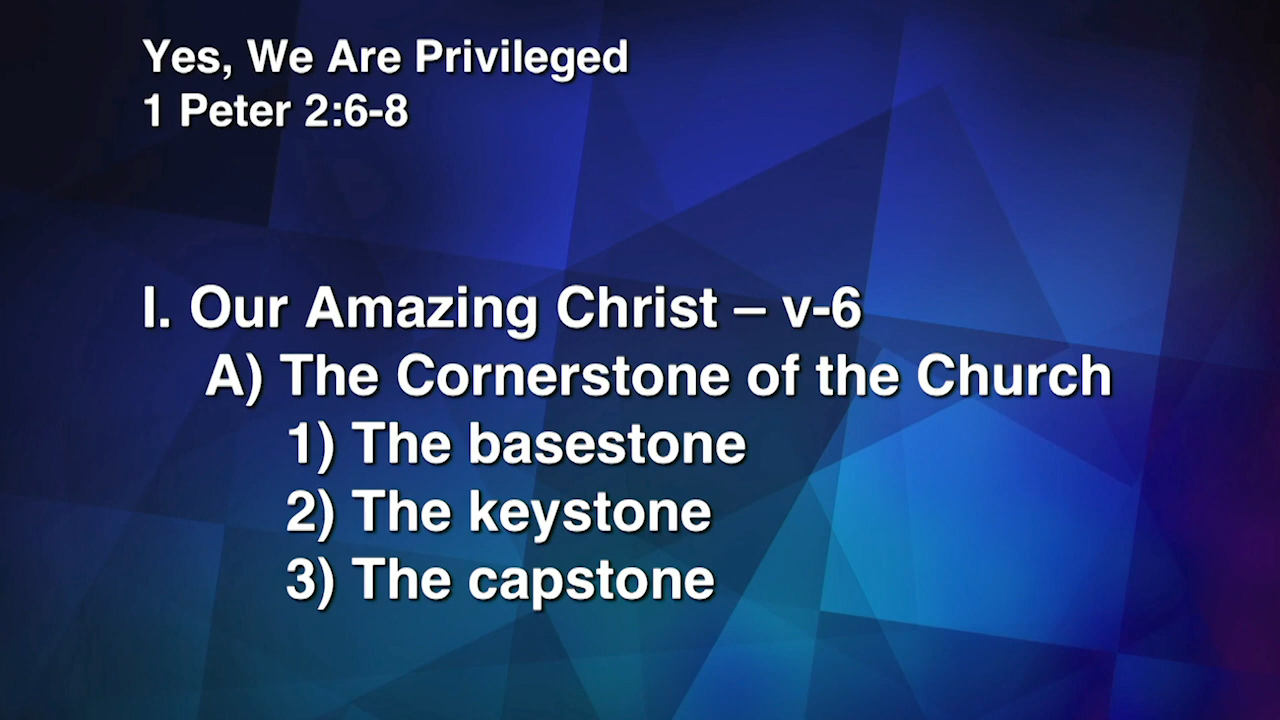 Yes, We Are Privileged
1 Peter 2:6-8
I. Our Amazing Christ – v-6
A) The Cornerstone of the Church
1) The basestone
2) The keystone
3) The capstone